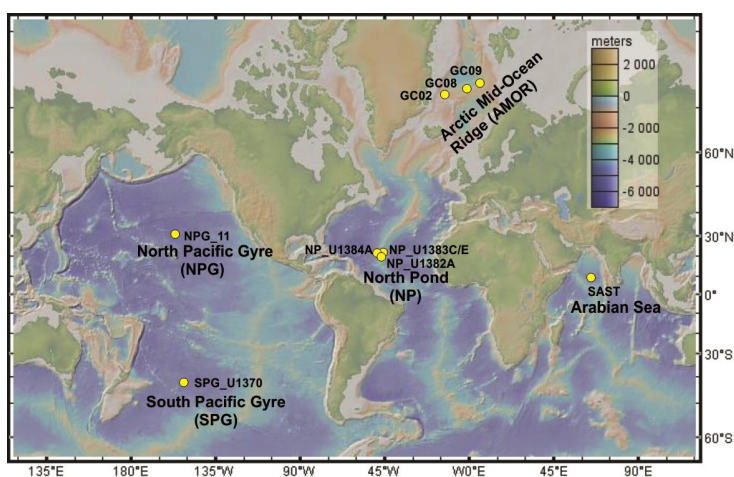 meters
2 000
0
-2 000
-4 000
-6 000
GC09
GC08
GC02
Arctic Mid-Ocean
Ridge (AMOR)
60°N
NPG_11
North Pacific Gyre
(NPG)
NP_U1384A
NP_U1383C/E
NP_U1382A
North Pond
(NP)
30°N
SAST
Arabian Sea
0°
30°S
SPG_U1370
South Pacific Gyre
(SPG)
60°S
135°E
180°E
135°W
90°W
45°W
W0°E
45°E
90°E